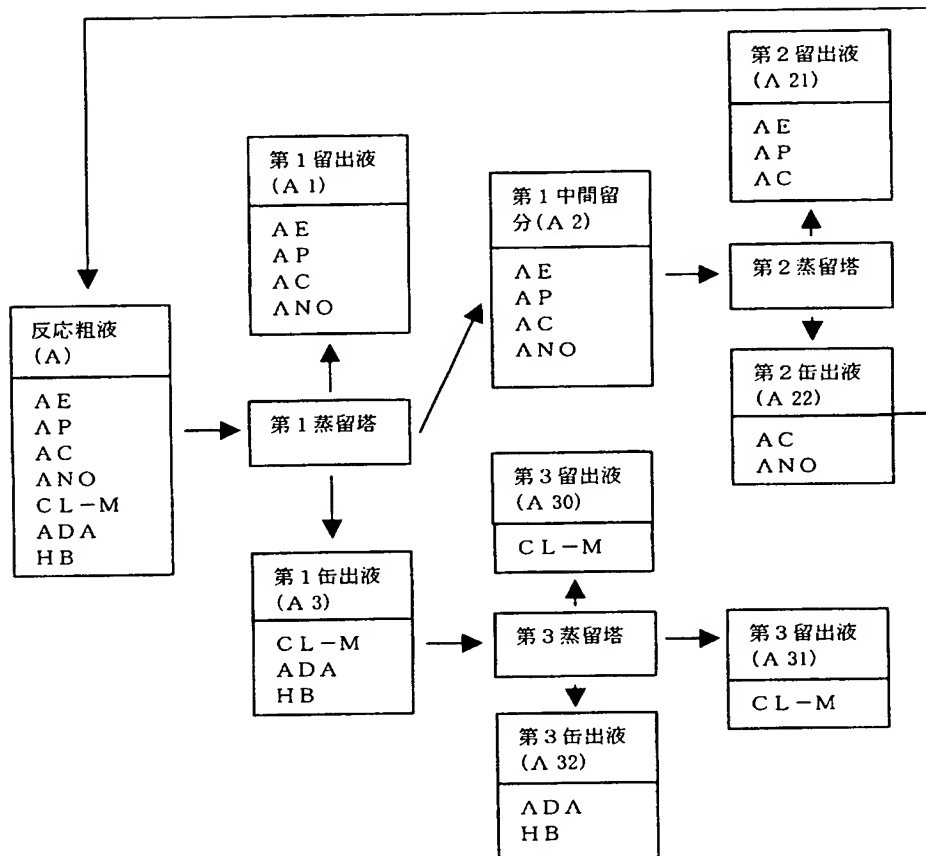 反応粗液
(A)
AE
AP
AC
ANO
CL-M
ADA
HB
第1留出液
(A 1)
AE
AP
AC
ANO
第1蒸留塔
第1缶出液
(A 3)
CL-M
ADA
HB
第1中間留
分(A 2)
AE
AP
AC
ANO
第2留出液
(A 21)
AE
AP
AC
第2蒸留塔
第2缶出液
(A 22)
AC
ANO
第3留出液
(A 30)
CL-M
第3蒸留塔
第3留出液
(A 31)
CL-M
第3缶出液
(A 32)
ADA
HB